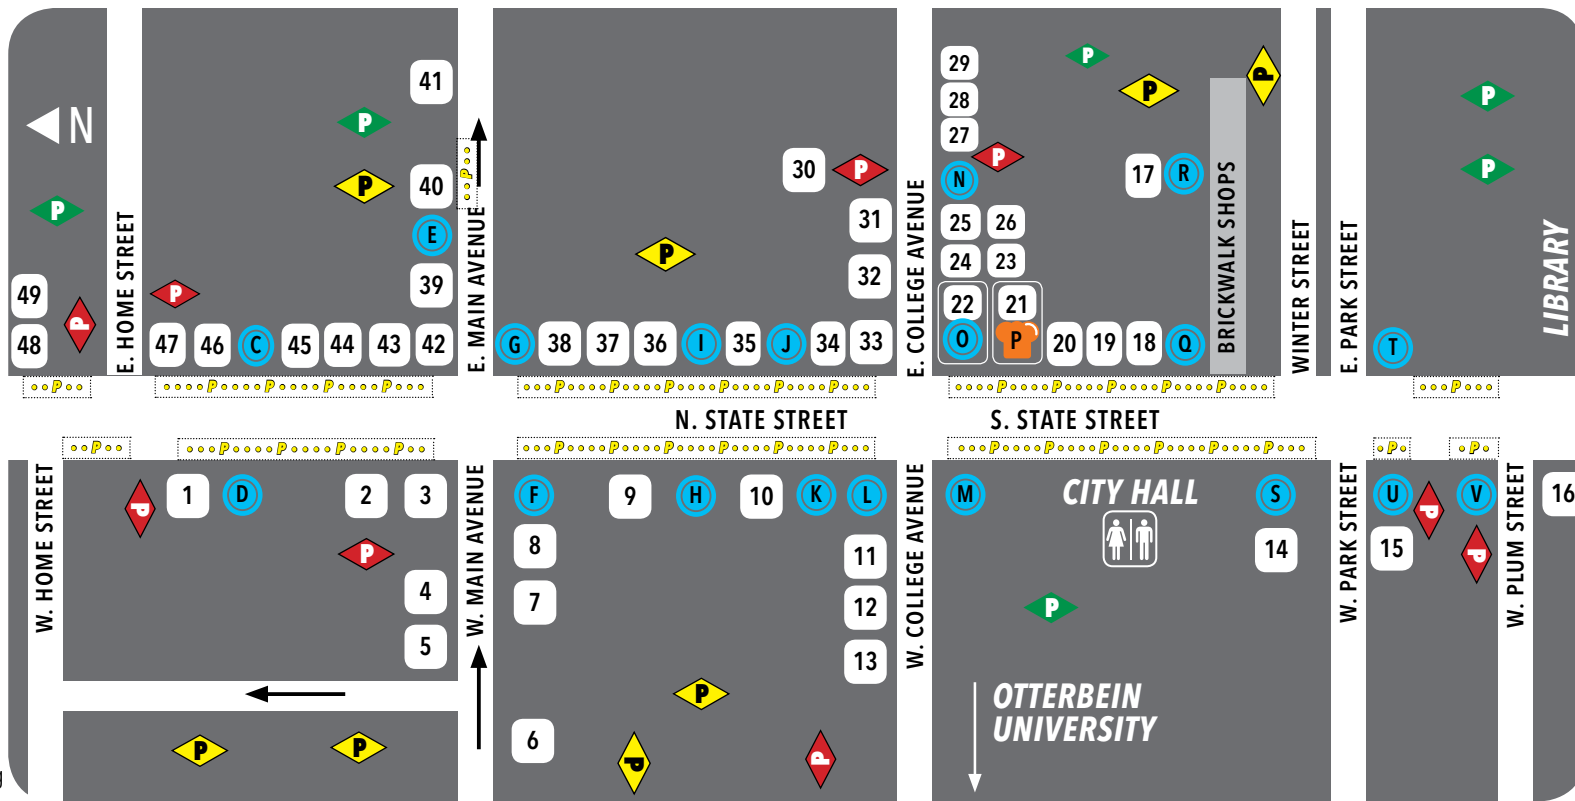 N
P
P
49
48
P
E. HOME STREET
41
P
P
40
E
39
P
47
46
C
45
44
43
42
P
E. MAIN AVENUE
30
P
31
P
32
G
38
37
36
I
35
J
34
33
E. COLLEGE AVENUE
29
28
27
N
P
P
P
P
17
R
25
26
24
23
22
21
O
P
20
19
18
Q
BRICKWALK SHOPS
WINTER STREET
E. PARK STREET
P
P
LIBRARY
T
P
P P P P
P P P P P P
P P P P
P
N. STATE STREET
S. STATE STREET
P
P P P P
P P P P P P
P P P P P P
P
P
W. HOME STREET
P
1
D
2
3
P
4
5
P
P
W. MAIN AVENUE
F
9
H
10
K
L
8
7
11
12
13
6
P
P
P
W. COLLEGE AVENUE
M
CITY HALL
S
14
P
OTTERBEIN
UNIVERSITY
W. PARK STREET
U
P
V
15
P
W. PLUM STREET
16